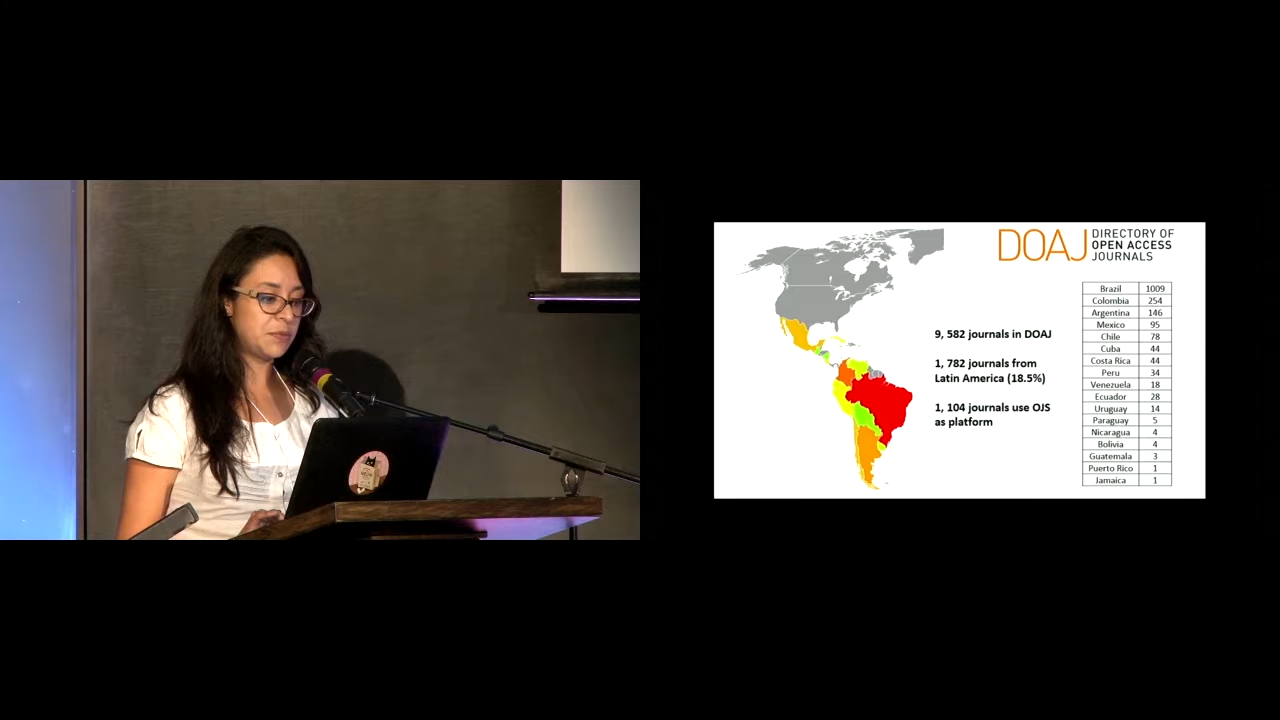 DOAJ
DIRECTORY OF
OPEN ACCESS
JOURNALS
9, 582 journals in DOAJ
1, 782 journals from
Latin America (18.5%)
1, 104 journals use OJS
as platform
Brazil 1009
Colombia 254
Argentina 146
Mexico 95
Chile 78
Cuba 44
Costa Rica 44
Peru 34
Venezuela 18
Ecuador 28
Uruguay 14
Paraguay 5
Nicaragua 4
Bolivia 4
Guatemala 3
Puerto Rico 1
Jamaica 1